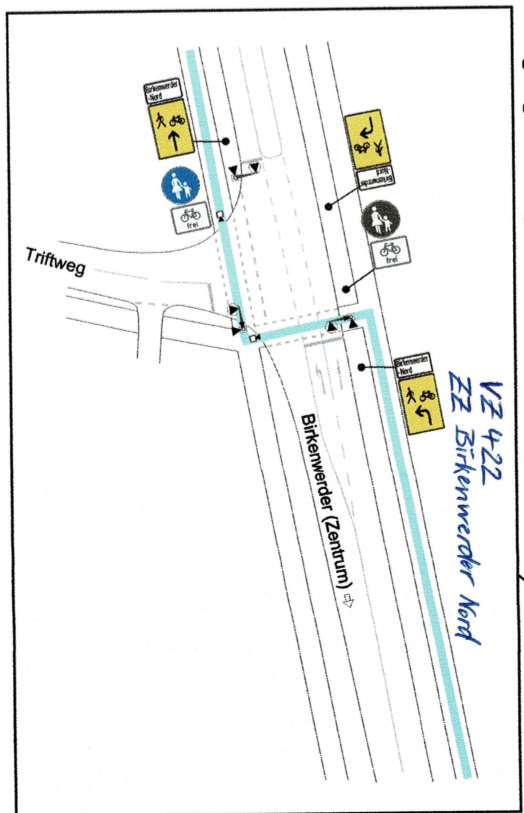 Birkenwerder
-Nord
frei
Triftweg
Birkenwerder
-Nord
frei
Birkenwerder
-Nord
Birkenwerder (Zentrum)
VZ 422
ZZ Birkenwerder Nord